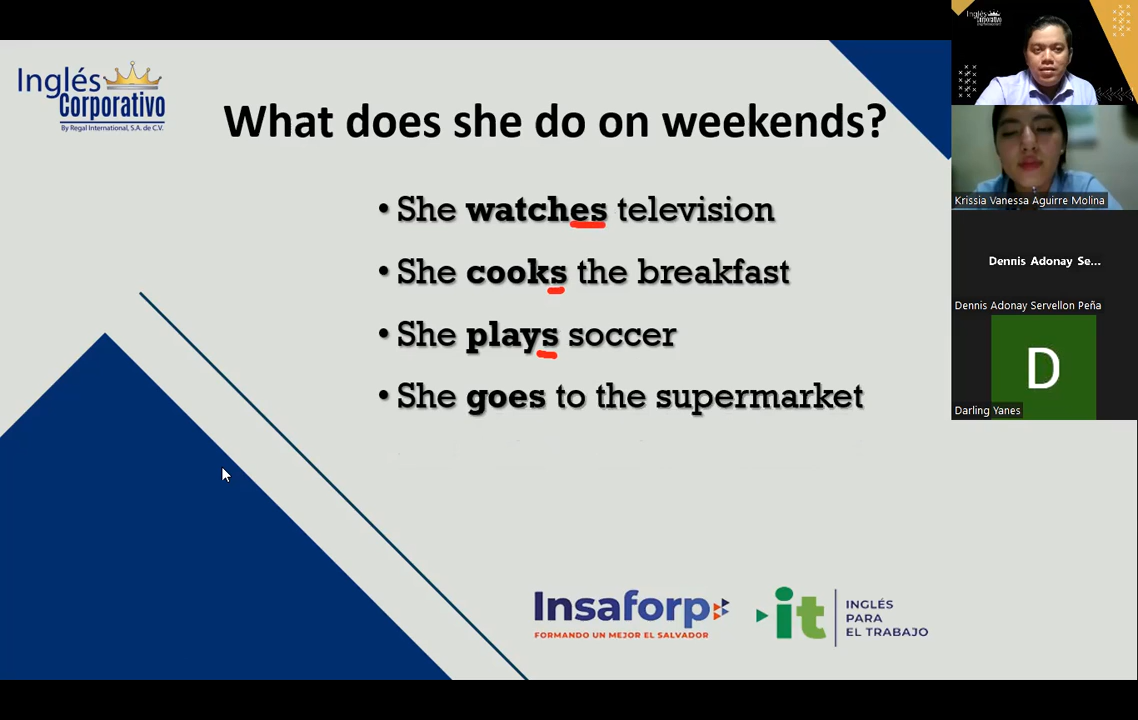 Inglés
Corporativo
By Regal International, S.A. de C.V.
What does she do on weekends?
• She watches television
• She cooks the breakfast
• She plays soccer
• She goes to the supermarket
Insaforp
FORMANDO UN MEJOR EL SALVADOR
it
INGLÉS
PARA
EL TRABAJO
Inglés
Corporativo
Krissia Vanessa Aguirre Molina
Dennis Adonay Se...
Dennis Adonay Servellon Peña
D
Darling Yanes